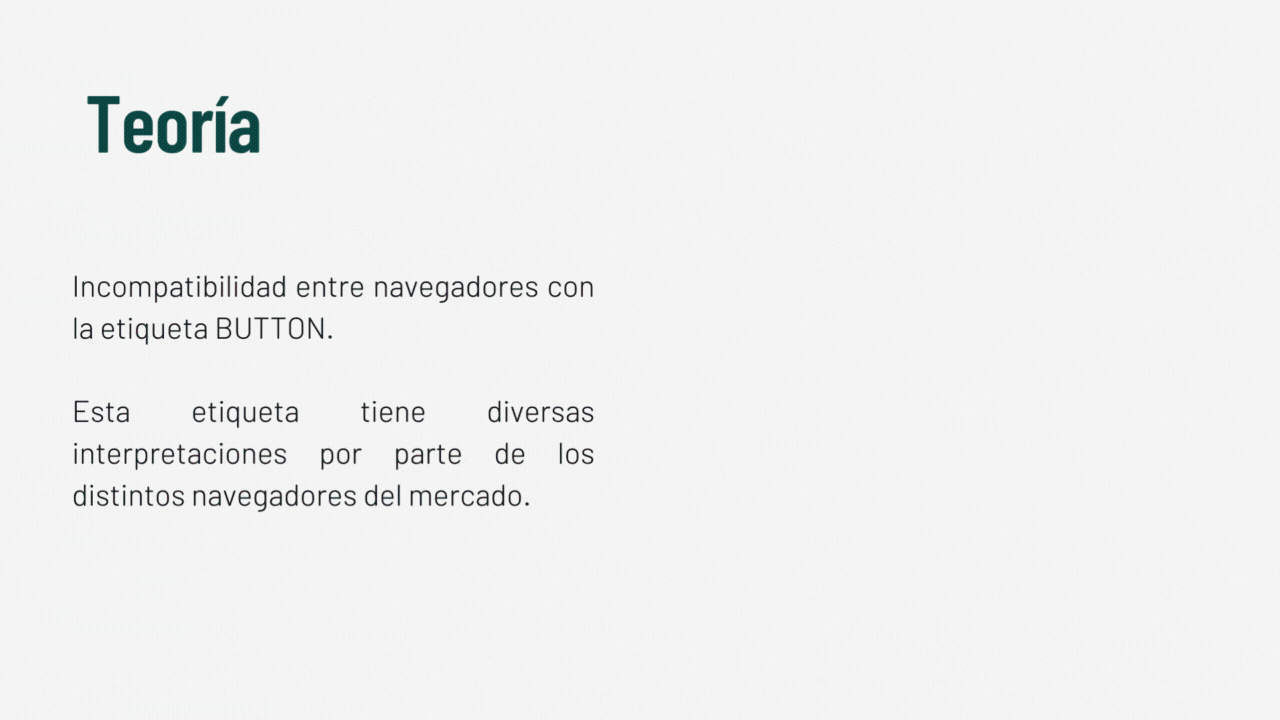 Teoría
Incompatibilidad entre navegadores con
la etiqueta BUTTON.
Esta etiqueta tiene diversas
interpretaciones por parte de los
distintos navegadores del mercado.